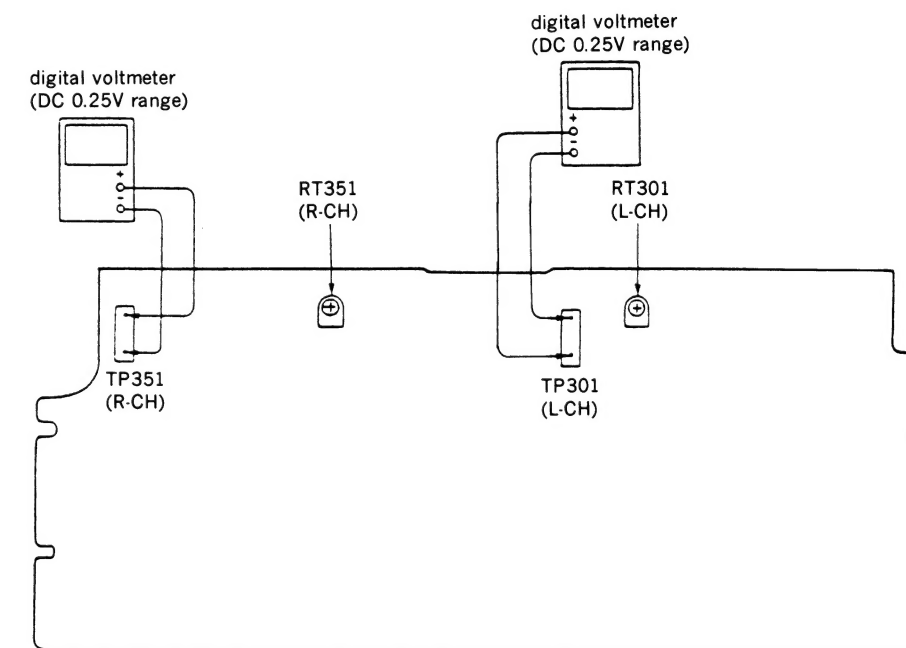 digital voltmeter
(DC 0.25V range)
digital voltmeter
(DC 0.25V range)
+
-
+
-
RT351
(R-CH)
RT301
(L-CH)
TP351
(R-CH)
TP301
(L-CH)